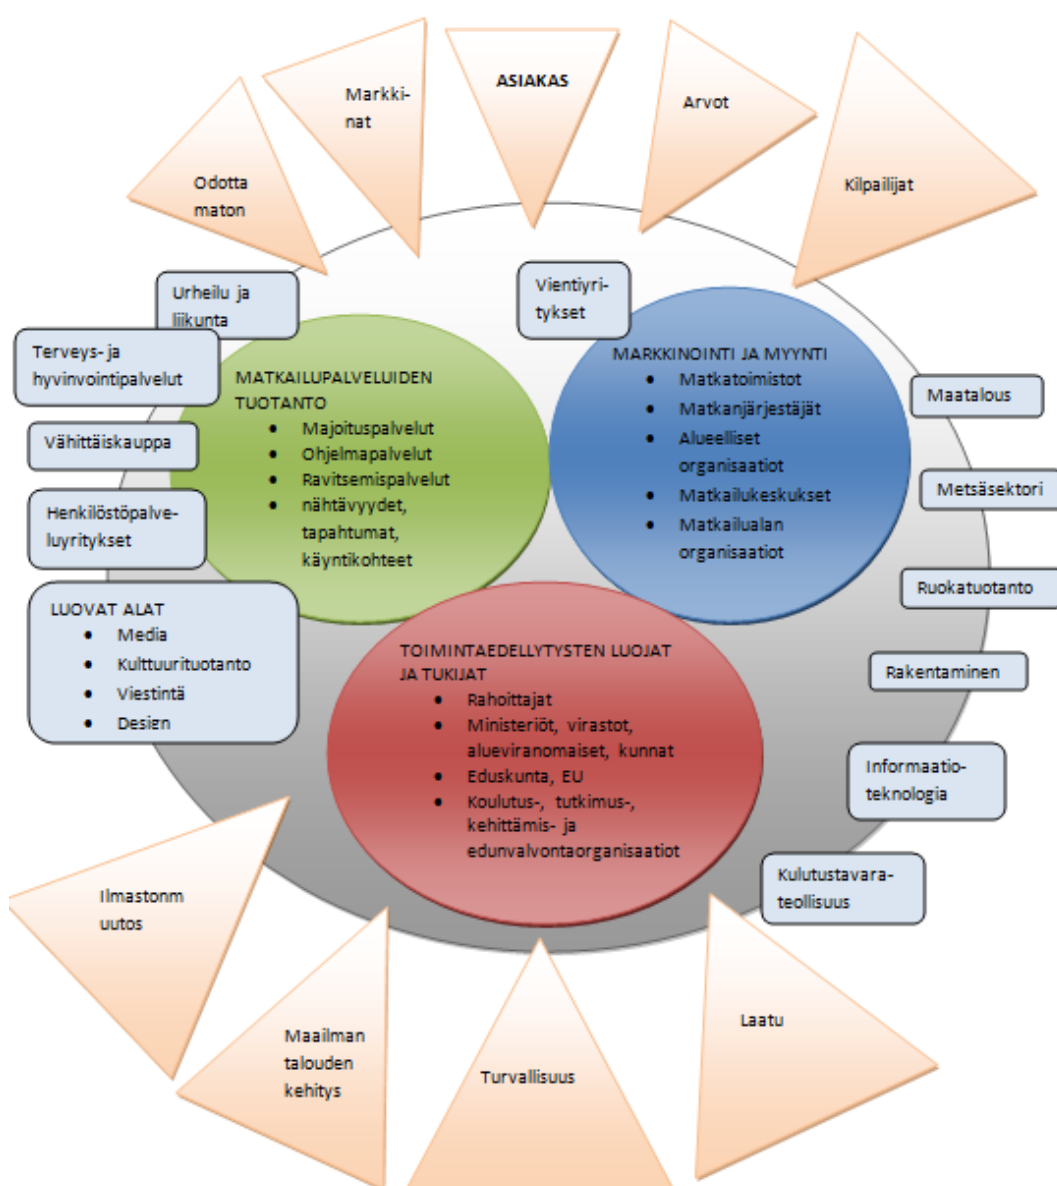 Markki-
nat
ASIAKAS
Arvot
Kilpailijat
Odotta
maton
Urheilu ja
liikunta
Vientiyri-
tykset
Terveys- ja
hyvinvointipalvelut
Vähittäiskauppa
Henkilöstöpalve-
luyritykset
LUOVAT ALAT
• Media
• Kulttuurituotanto
• Viestintä
• Design
MATKAILUPALVELUIDEN
TUOTANTO
• Majoituspalvelut
• Ohjelmapalvelut
• Ravitsemispalvelut
• nähtävyydet,
tapahtumat,
käyntikohteet
MARKKINOINTI JA MYYNTI
• Matkatoimistot
• Matkanjärjestäjät
• Alueelliset
organisaatiot
• Matkailukeskukset
• Matkailualan
organisaatiot
TOIMINTAEDELLYTYSTEN LUOJAT
JA TUKIJAT
• Rahoittajat
• Ministeriöt, virastot,
alueviranomaiset, kunnat
• Eduskunta, EU
• Koulutus-, tutkimus-,
kehittämis- ja
edunvalvontaorganisaatiot
Maatalous
Metsäsektori
Ruokatuotanto
Rakentaminen
Informaatio-
teknologia
Kulutustavara-
teollisuus
Ilmastonm
uutos
Maailman
talouden
kehitys
Turvallisuus
Laatu